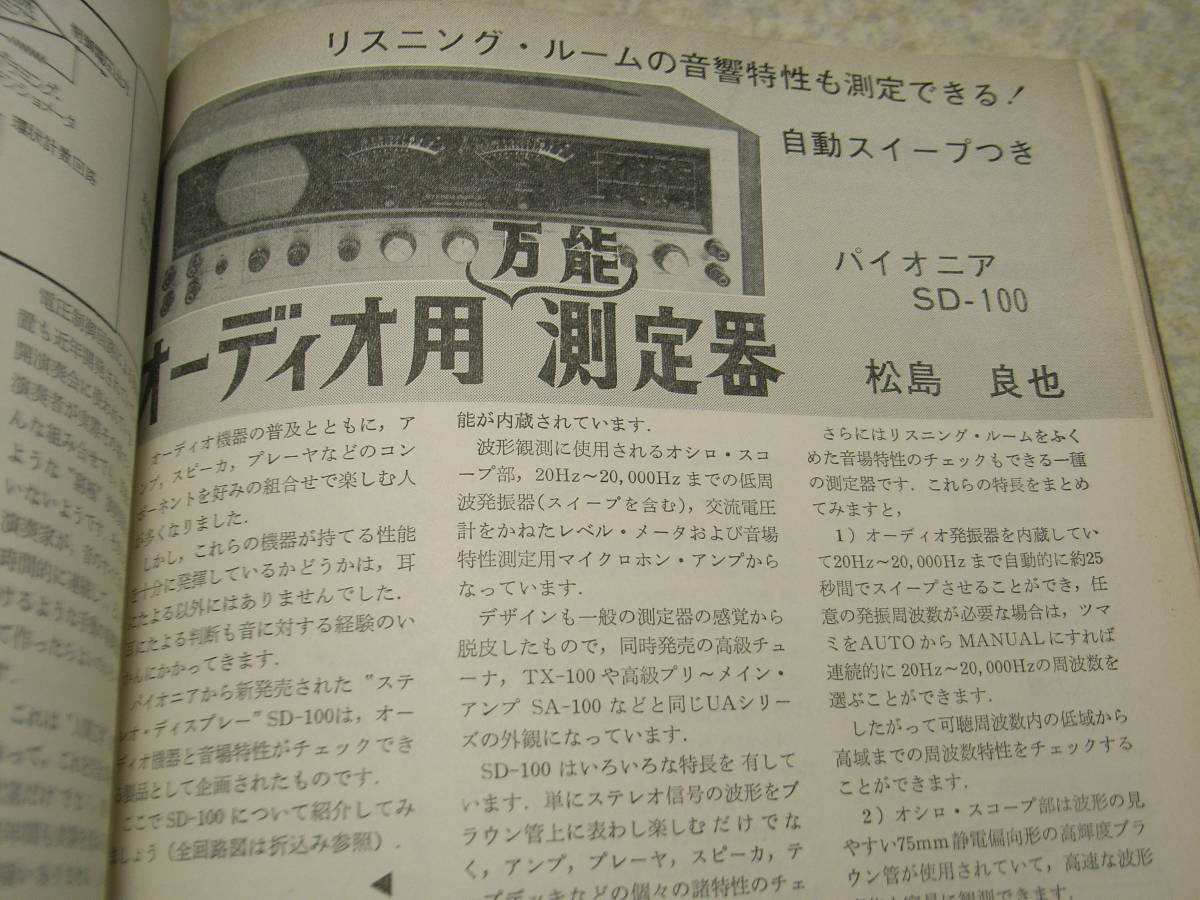 リスニング・ルームの音響特性も測定できる!
自動スイープつき
パイオニア
SD-100
松島 良也
万能
オーディオ用 測定器
オーディオ機器の普及とともに，ア
ンプ，スピーカ，プレーヤなどのコン
ポーネントを好みの組合せで楽しむ人
が多くなりました．
しかし，これらの機器が持てる性能
を十分に発揮しているかどうかは，耳
にたよる以外にはありませんでした．
耳にたよる判断も音に対する経験のい
かんにかかってきます．
パイオニアから新発売された“ステ
レオ・ディスプレー”SD-100は，オー
ディオ機器と音場特性がチェックでき
る製品として企画されたものです．
ここでSD-100について紹介してみ
ましょう（全回路図は折込み参照）．
能が内蔵されています．
波形観測に使用されるオシロ・スコ
ープ部，20Hz〜20,000Hzまでの低周
波発振器(スイープを含む)，交流電圧
計をかねたレベル・メータおよび音場
特性測定用マイクロホン・アンプから
なっています．
デザインも一般の測定器の感覚から
脱皮したもので，同時発売の高級チュ
ーナ，TX-100や高級プリ〜メイン・
アンプ SA-100 などと同じUAシリー
ズの外観になっています．
SD-100 はいろいろな特長を有して
います．単にステレオ信号の波形をブ
ラウン管上に表わし楽しむだけでな
く，アンプ，プレーヤ，スピーカ，テ
ープデッキなどの個々の諸特性のチェ
さらにはリスニング・ルームをふく
めた音場特性のチェックもできる一種
の測定器です．これらの特長をまとめ
てみますと，
1）オーディオ発振器を内蔵してい
て20Hz〜20,000Hzまで自動的に約25
秒間でスイープさせることができ，任
意の発振周波数が必要な場合は，ツマ
ミをAUTOから MANUALにすれば
連続的に 20Hz〜20,000Hzの周波数を
選ぶことができます．
したがって可聴周波数内の低域から
高域までの周波数特性をチェックする
ことができます．
2）オシロ・スコープ部は波形の見
やすい75mm静電偏向形の高輝度ブラ
ウン管が使用されていて，高速な波形
環状計数回路